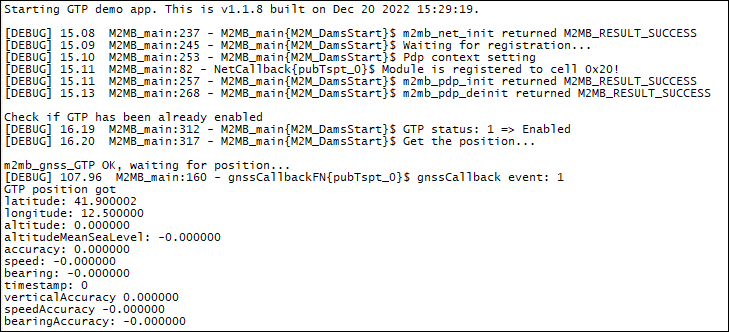 Starting GTP demo app. This is v1.1.8 built on Dec 20 2022 15:29:19.
[DEBUG] 15.08  M2MB_main:237 - M2MB_main{M2M_DamsStart}$ m2mb_net_init returned M2MB_RESULT_SUCCESS
[DEBUG] 15.09  M2MB_main:245 - M2MB_main{M2M_DamsStart}$ Waiting for registration...
[DEBUG] 15.10  M2MB_main:253 - M2MB_main{M2M_DamsStart}$ Pdp context setting
[DEBUG] 15.11  M2MB_main:82 - NetCallback{pubTspt_0}$ Module is registered to cell 0x20!
[DEBUG] 15.11  M2MB_main:257 - M2MB_main{M2M_DamsStart}$ m2mb_pdp_init returned M2MB_RESULT_SUCCESS
[DEBUG] 15.13  M2MB_main:268 - M2MB_main{M2M_DamsStart}$ m2mb_pdp_deinit returned M2MB_RESULT_SUCCESS
Check if GTP has been already enabled
[DEBUG] 16.19  M2MB_main:312 - M2MB_main{M2M_DamsStart}$ GTP status: 1 => Enabled
[DEBUG] 16.20  M2MB_main:317 - M2MB_main{M2M_DamsStart}$ Get the position...
m2mb_gnss_GTP OK, waiting for position...
[DEBUG] 107.96  M2MB_main:160 - gnssCallbackFN{pubTspt_0}$ gnssCallback event: 1
GTP position got
latitude: 41.900002
longitude: 12.500000
altitude: 0.000000
altitudeMeanSeaLevel: -0.000000
accuracy: 0.000000
speed: -0.000000
bearing: -0.000000
timestamp: 0
verticalAccuracy 0.000000
speedAccuracy -0.000000
bearingAccuracy: -0.000000